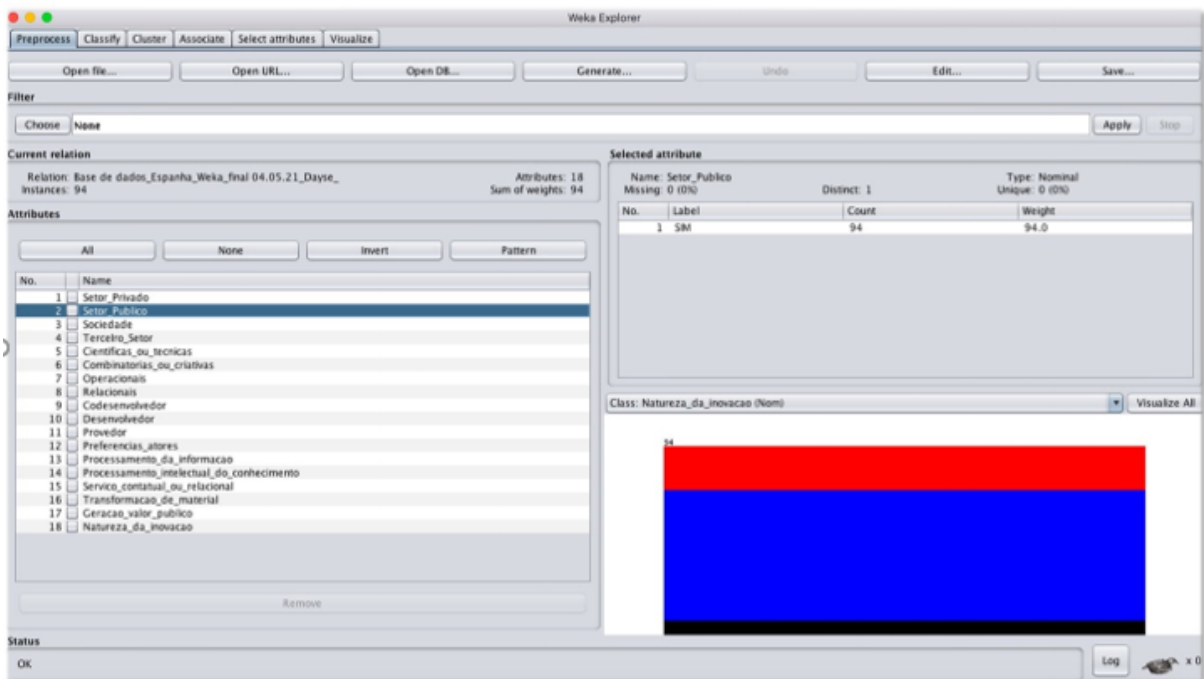 Weka Explorer
Preprocess Classify Cluster Associate Select attributes Visualize
Open file... Open URL... Open DB... Generate... Undo Edit... Save...
Filter
Choose None Apply Stop
Current relation
Relation: Base de dados_Espanha_Weka_final 04.05.21_Dayse_ Attributes: 18
Instances: 94 Sum of weights: 94
Attributes
All None Invert Pattern
No. Name
1 Setor_Privado
2 Setor_Publico
3 Sociedade
4 Terceiro_Setor
5 Cientificas_ou_tecnicas
6 Combinatorias_ou_criativas
7 Operacionais
8 Relacionais
9 Codesenvolvedor
10 Desenvolvedor
11 Provedor
12 Preferencias_atores
13 Processamento_da_informacao
14 Processamento_intelectual_do_conhecimento
15 Servico_contatual_ou_relacional
16 Transformacao_de_material
17 Geracao_valor_publico
18 Natureza_da_inovacao
Remove
Selected attribute
Name: Setor_Publico Type: Nominal
Missing: 0 (0%) Distinct: 1 Unique: 0 (0%)
No. Label Count Weight
1 SIM 94 94.0
Class: Natureza_da_inovacao (Nom) Visualize All
94
Status
OK Log x 0